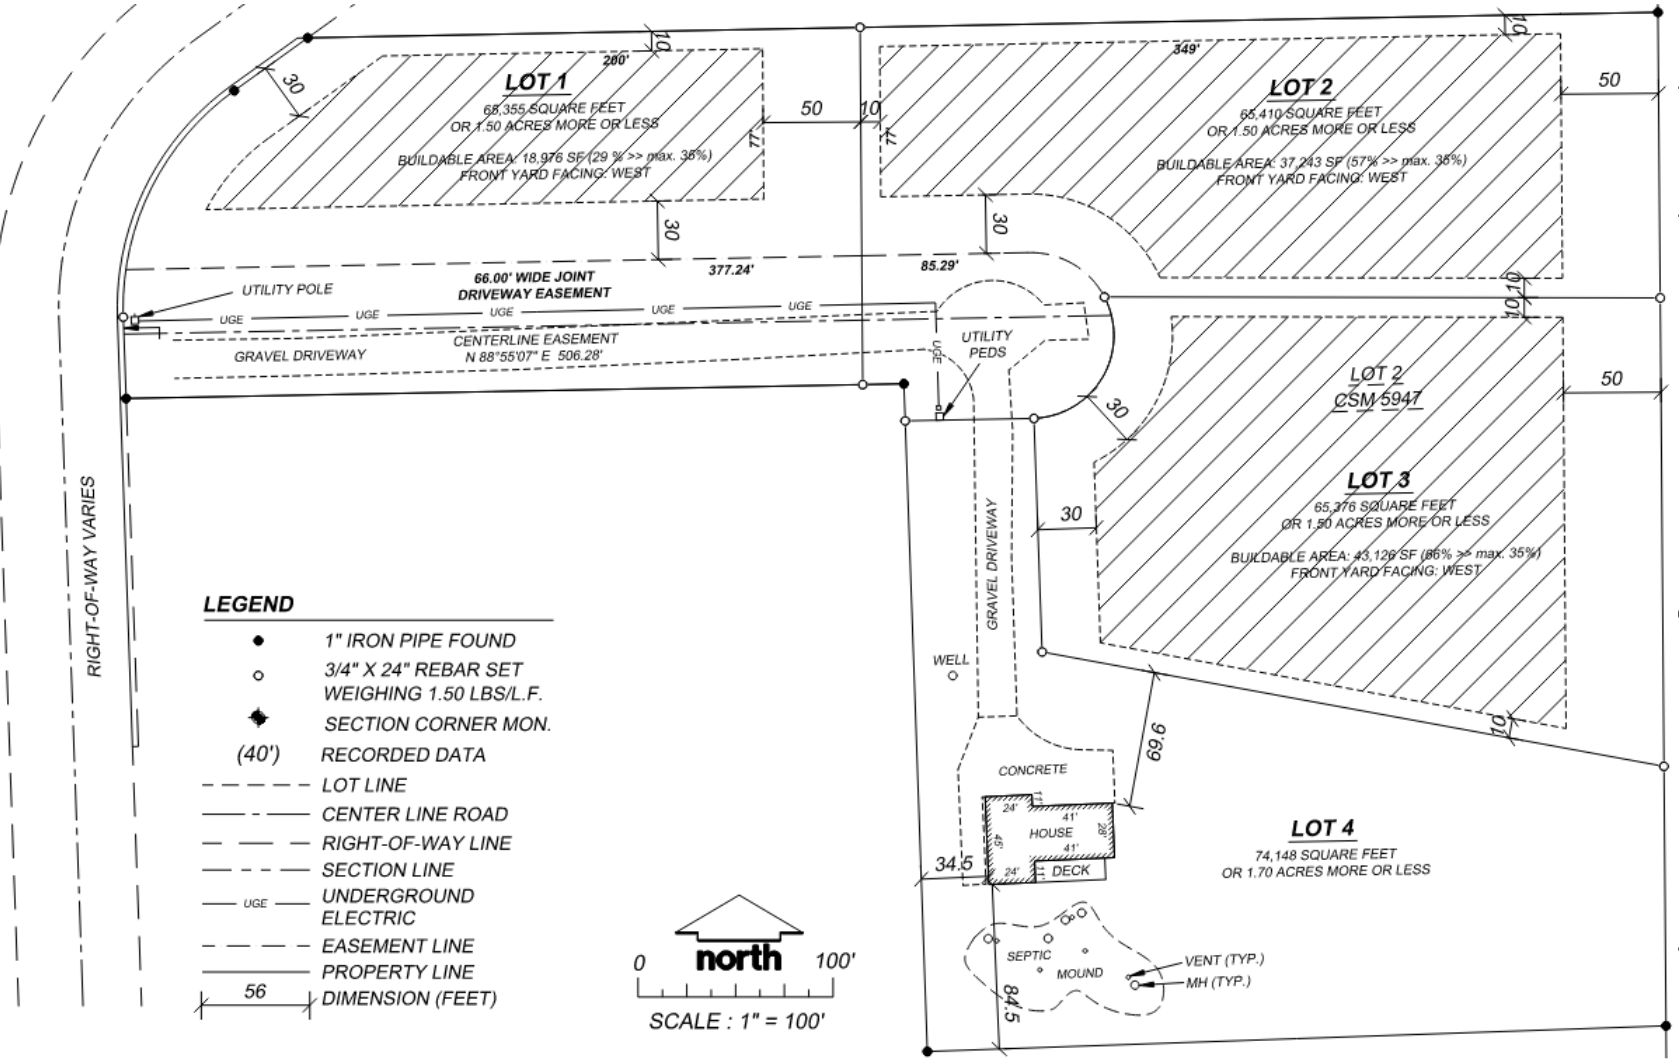 10
30
200'
LOT 1
65,355 SQUARE FEET
OR 1.50 ACRES MORE OR LESS
BUILDABLE AREA: 18,976 SF (29 % >> max. 35%)
FRONT YARD FACING: WEST
77'
50
10
77'
30
10
349'
LOT 2
65,410 SQUARE FEET
OR 1.50 ACRES MORE OR LESS
BUILDABLE AREA: 37,243 SF (57% >> max. 35%)
FRONT YARD FACING: WEST
50
30
10
10
66.00' WIDE JOINT
DRIVEWAY EASEMENT
377.24'
85.29'
UTILITY POLE
UGE
UGE
UGE
UGE
UGE
UGE
CENTERLINE EASEMENT
N 88°55'07" E 506.28'
GRAVEL DRIVEWAY
UTILITY
PEDS
30
LOT 2
CSM 5947
50
LOT 3
65,376 SQUARE FEET
OR 1.50 ACRES MORE OR LESS
BUILDABLE AREA: 43,126 SF (66% >> max. 35%)
FRONT YARD FACING: WEST
30
GRAVEL DRIVEWAY
WELL
69.6
10
RIGHT-OF-WAY VARIES
LEGEND
1" IRON PIPE FOUND
3/4" X 24" REBAR SET
WEIGHING 1.50 LBS/L.F.
SECTION CORNER MON.
(40') RECORDED DATA
LOT LINE
CENTER LINE ROAD
RIGHT-OF-WAY LINE
SECTION LINE
UGE UNDERGROUND
ELECTRIC
EASEMENT LINE
PROPERTY LINE
56 DIMENSION (FEET)
CONCRETE
24'
11'
41'
HOUSE
28'
41'
24'
DECK
34.5
LOT 4
74,148 SQUARE FEET
OR 1.70 ACRES MORE OR LESS
SEPTIC
MOUND
VENT (TYP.)
MH (TYP.)
84.5
north
0 100'
SCALE : 1" = 100'